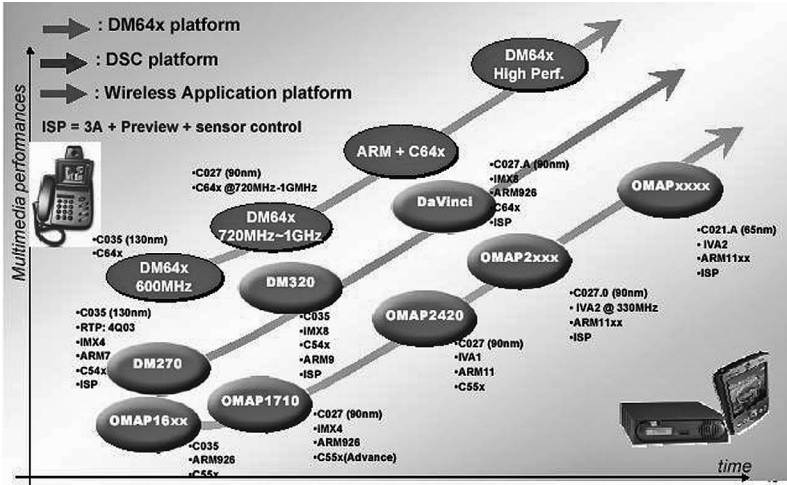 : DM64x platform
: DSC platform
: Wireless Application platform
ISP = 3A + Preview + sensor control
Multimedia performances
DM64x
High Perf.
ARM + C64x
•C027 (90nm)
•C64x @720MHz-1GMHz
DM64x
720MHz~1GHz
•C035 (130nm)
•C64x
DM64x
600MHz
•C027.A (90nm)
•IMX8
•ARM926
•C64x
•ISP
DaVinci
DM320
•C035
•IMX8
•C54x
•ARM9
•ISP
•C035 (130nm)
•RTP: 4Q03
•IMX4
•ARM7
•C54x
•ISP
DM270
OMAPxxxx
•C021.A (65nm)
• IVA2
•ARM11xx
•ISP
OMAP2xxx
•C027.0 (90nm)
• IVA2 @ 330MHz
•ARM11xx
•ISP
OMAP2420
•C027 (90nm)
•IVA1
•ARM11
•C55x
OMAP1710
•C027 (90nm)
•IMX4
•ARM926
•C55x(Advance)
OMAP16xx
•C035
•ARM926
•C55x
time